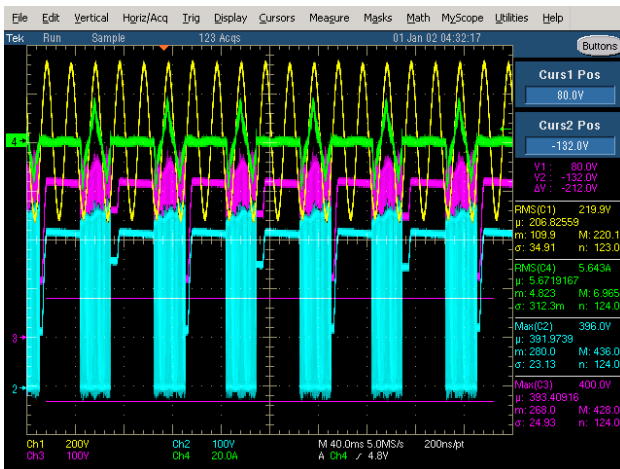 File Edit Vertical Horiz/Acq Trig Display Cursors Measure Masks Math MyScope Utilities Help
Tek Run Sample 123 Acqs 01 Jan 02 04:32:17
Buttons
Curs1 Pos
80.0V
Curs2 Pos
-132.0V
V1: 80.0V
V2: -132.0V
ΔV: -212.0V
RMS(C1) 219.9V
μ: 206.82559
m: 109.9 M: 220.1
σ: 34.91 n: 123.0
RMS(C4) 5.643A
μ: 5.6719167
m: 4.823 M: 6.965
σ: 312.3m n: 124.0
Max(C2) 396.0V
μ: 391.9739
m: 280.0 M: 436.0
σ: 23.13 n: 124.0
Max(C3) 400.0V
μ: 393.40916
m: 268.0 M: 428.0
σ: 24.93 n: 124.0
4
3
2
Ch1 200V Ch2 100V M 40.0ms 5.0MS/s 200ns/pt
Ch3 100V Ch4 20.0A A Ch4 ∕ 4.8V